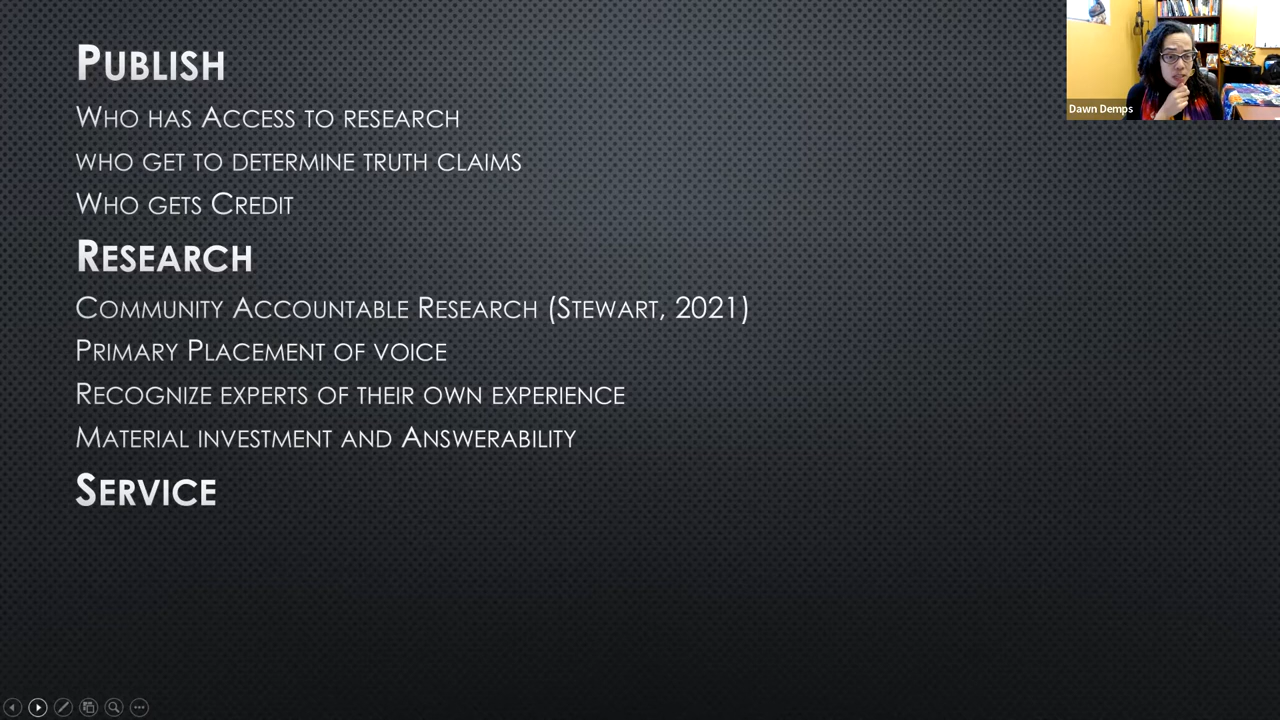 Publish
Who has Access to research
who get to determine truth claims
Who gets Credit
Research
Community Accountable Research (Stewart, 2021)
Primary Placement of voice
Recognize experts of their own experience
Material investment and Answerability
Service
Dawn Demps